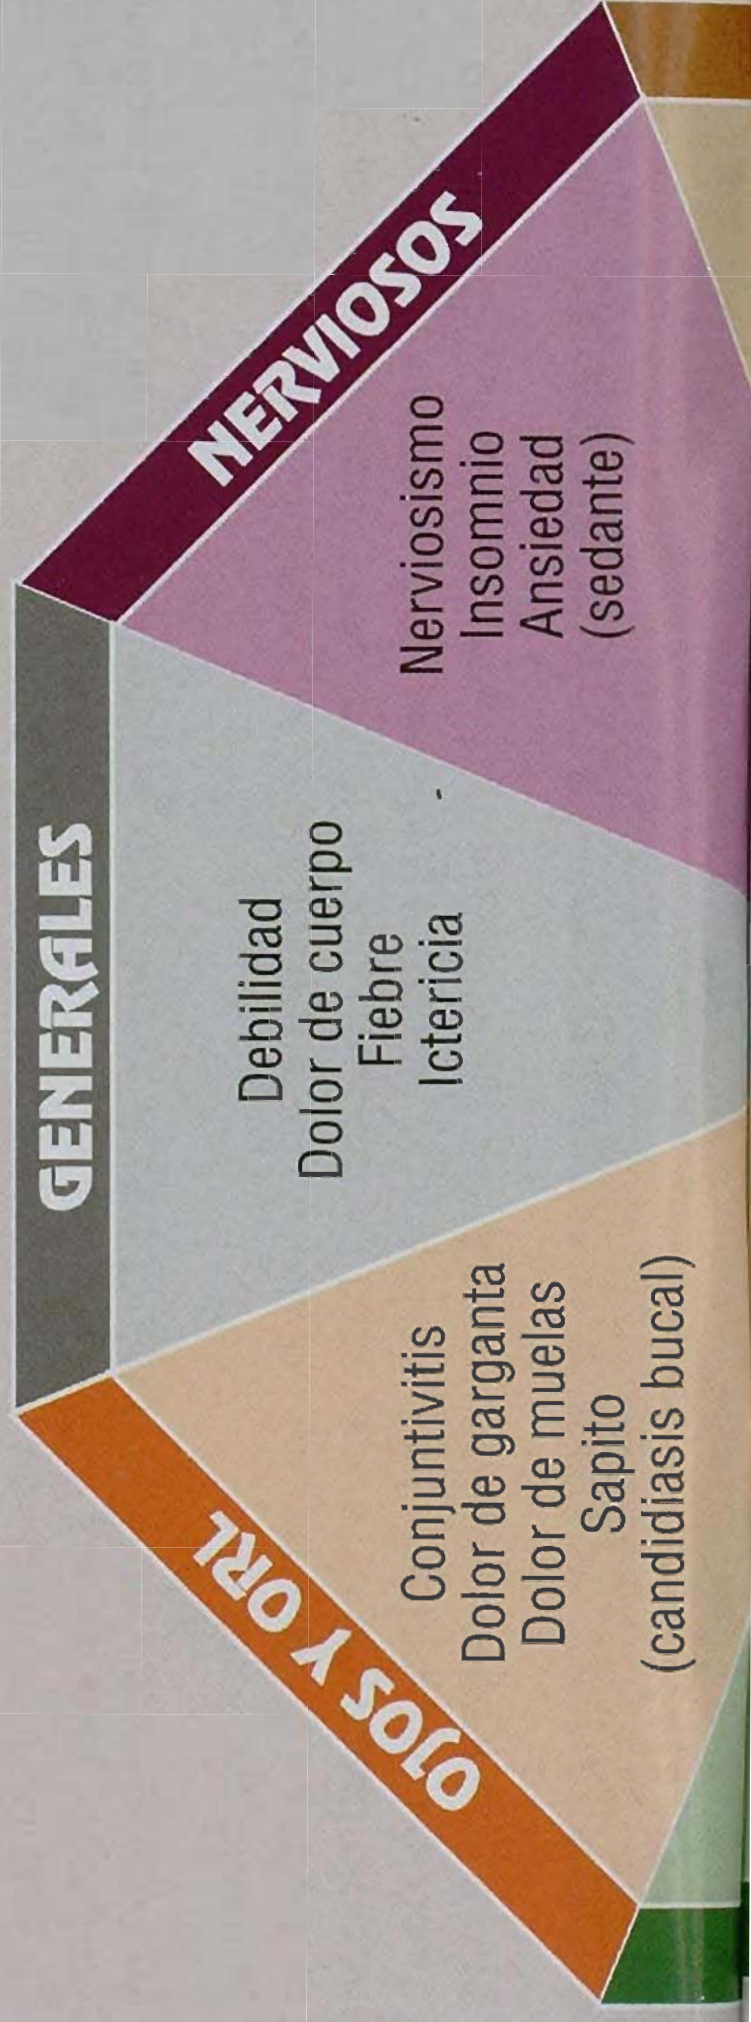 OJOS Y ORL
Conjuntivitis
Dolor de garganta
Dolor de muelas
Sapito
(candidiasis bucal)
GENERALES
Debilidad
Dolor de cuerpo
Fiebre
Ictericia
NERVIOSOS
Nerviosismo
Insomnio
Ansiedad
(sedante)